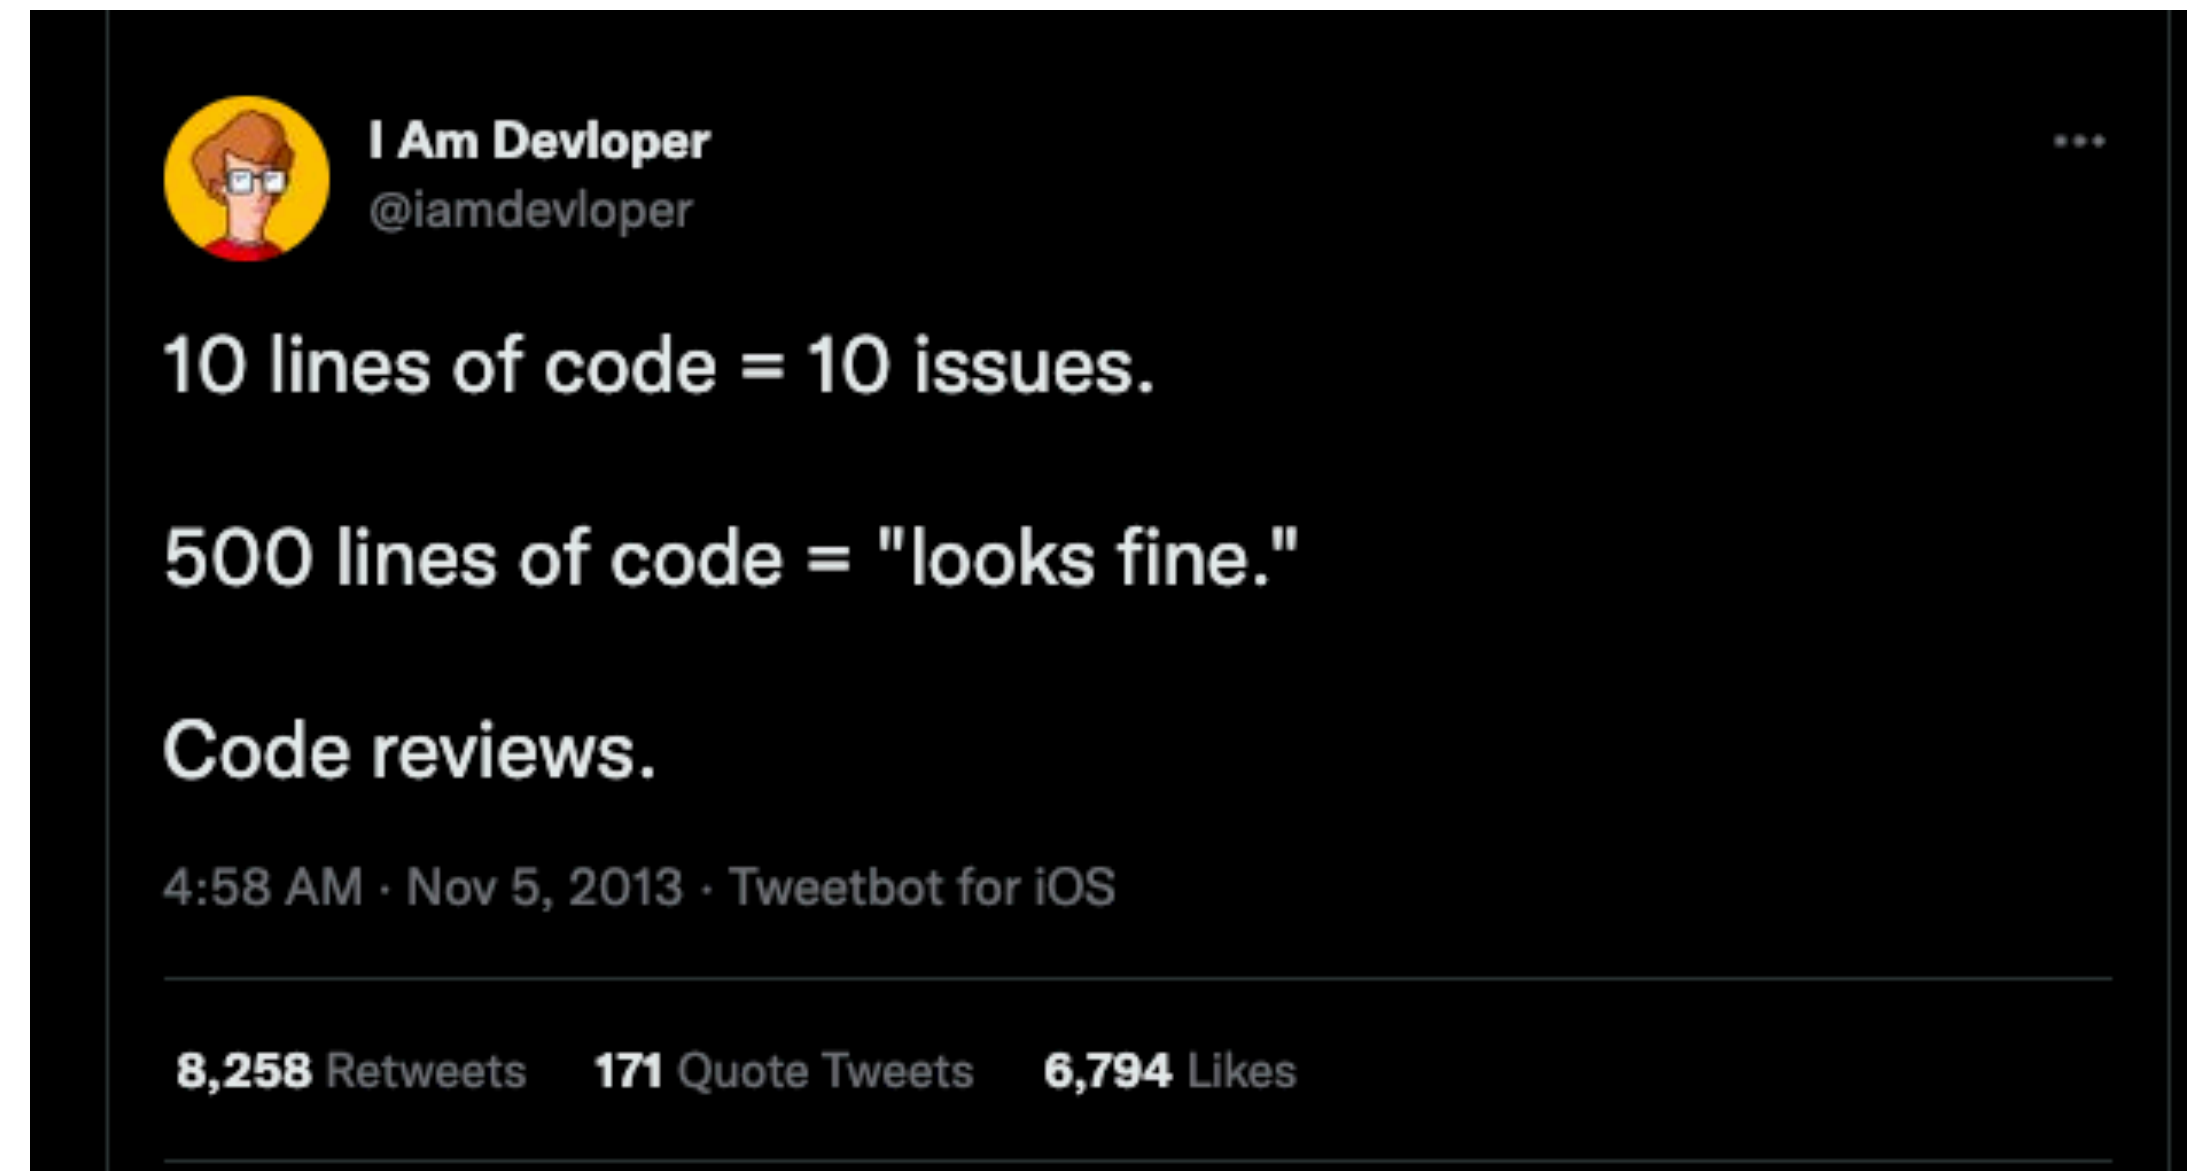 I Am Devloper
@iamdevloper
10 lines of code = 10 issues.
500 lines of code = "looks fine."
Code reviews.
4:58 AM · Nov 5, 2013 · Tweetbot for iOS
8,258 Retweets 171 Quote Tweets 6,794 Likes